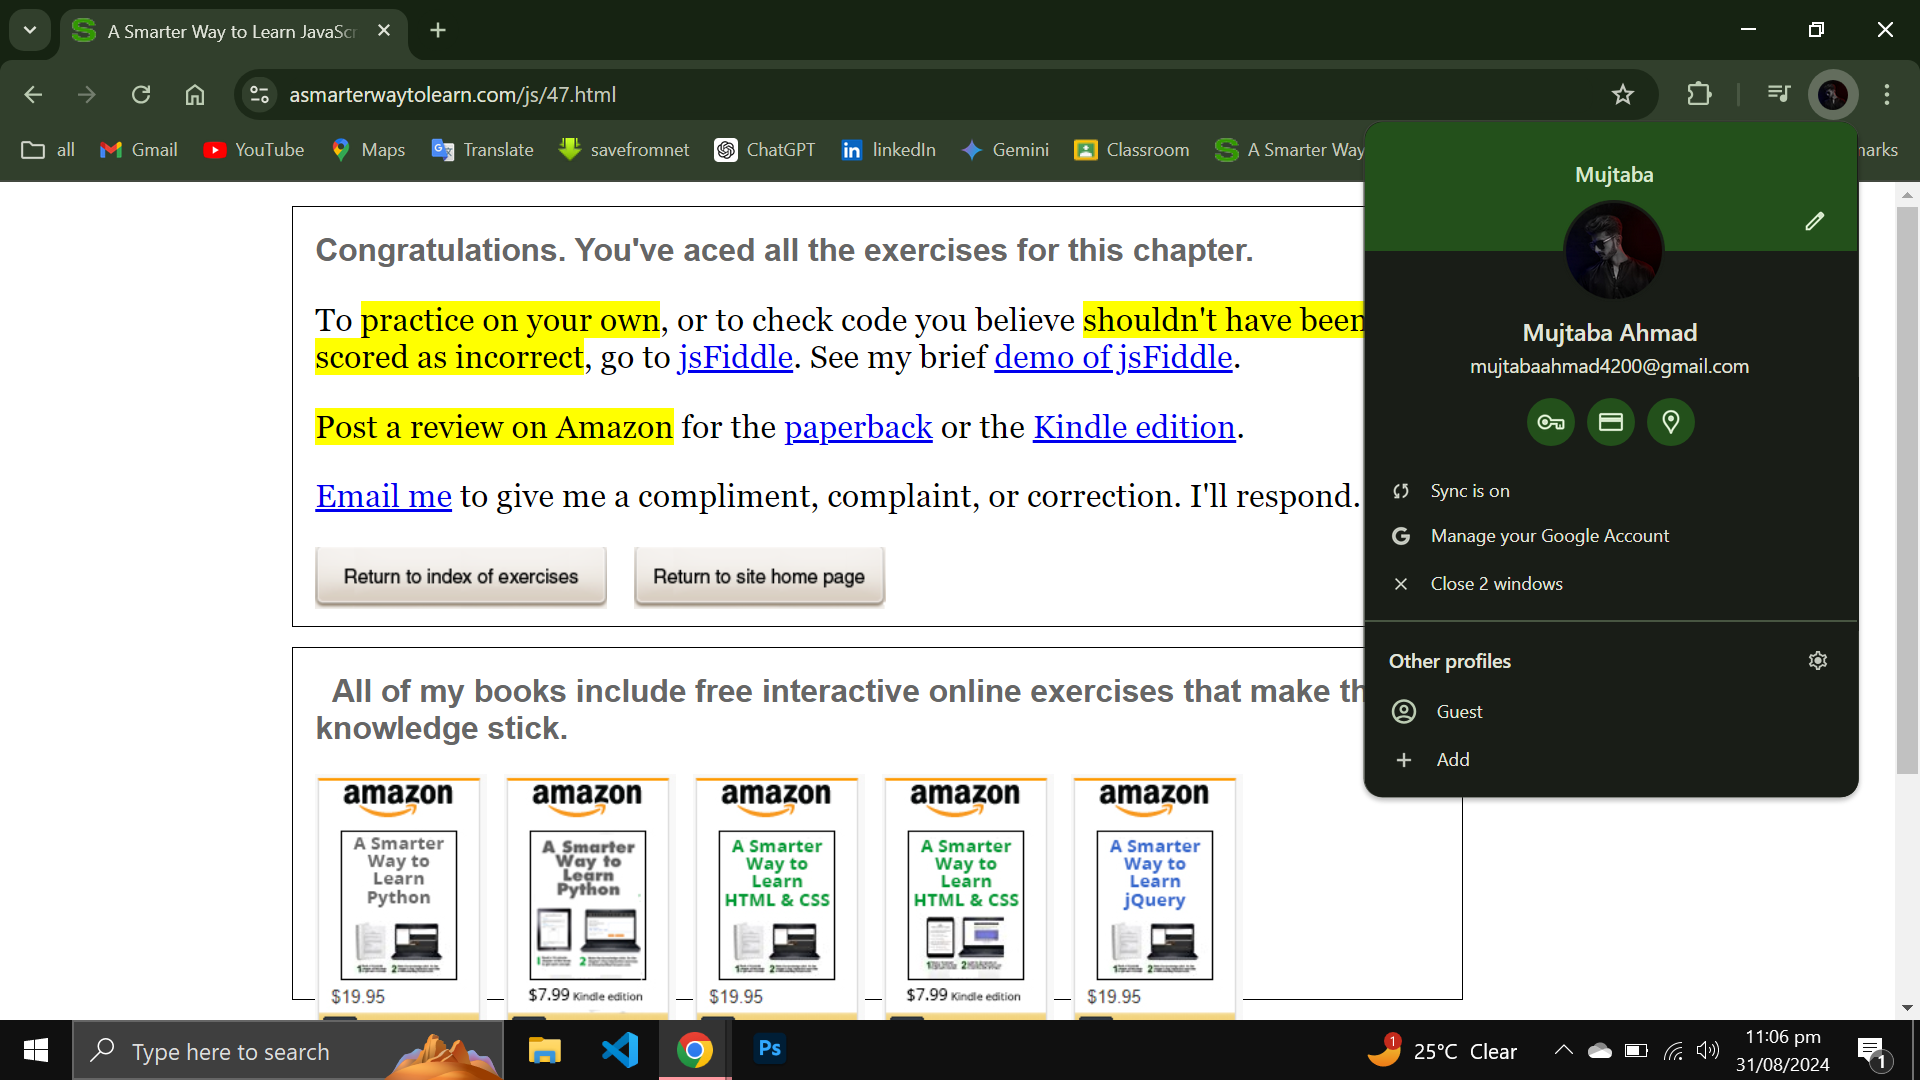 A Smarter Way to Learn JavaScr
asmarterwaytolearn.com/js/47.html
all Gmail YouTube Maps Translate savefromnet ChatGPT linkedIn Gemini Classroom A Smarter Way
Congratulations. You've aced all the exercises for this chapter.
To practice on your own, or to check code you believe shouldn't have been
scored as incorrect, go to jsFiddle. See my brief demo of jsFiddle.
Post a review on Amazon for the paperback or the Kindle edition.
Email me to give me a compliment, complaint, or correction. I'll respond.
Return to index of exercises Return to site home page
All of my books include free interactive online exercises that make th
knowledge stick.
amazon amazon amazon amazon amazon
A Smarter Way to Learn Python
A Smarter Way to Learn Python
A Smarter Way to Learn HTML & CSS
A Smarter Way to Learn HTML & CSS
A Smarter Way to Learn jQuery
$19.95 $7.99 Kindle edition $19.95 $7.99 Kindle edition $19.95
Mujtaba
Mujtaba Ahmad
mujtabaahmad4200@gmail.com
Sync is on
Manage your Google Account
Close 2 windows
Other profiles
Guest
Add
Type here to search
Ps
1
25°C Clear
11:06 pm
31/08/2024
1